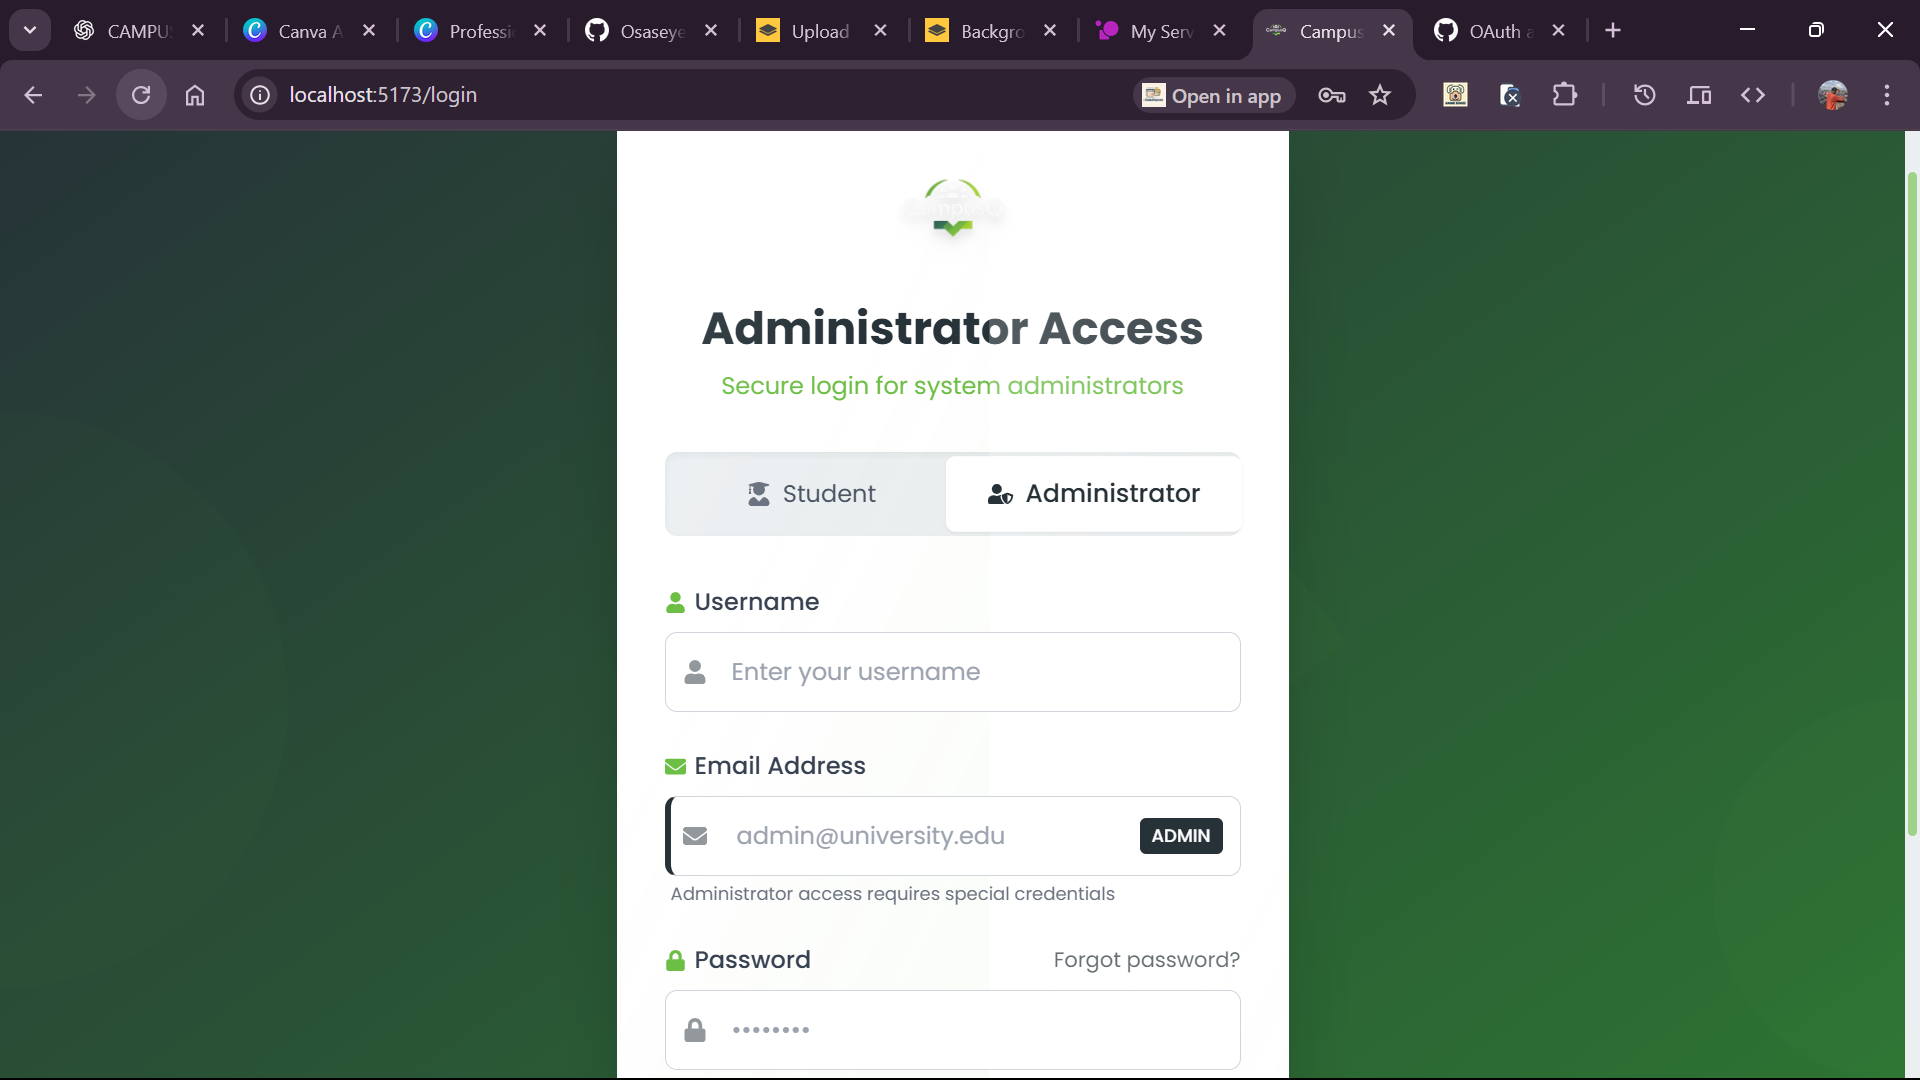 CAMPU
Canva A
Professi
Osaseye
Upload
Backgro
My Serv
Campus
OAuth a
localhost:5173/login
Open in app
Administrator Access
Secure login for system administrators
Student
Administrator
Username
Enter your username
Email Address
admin@university.edu
ADMIN
Administrator access requires special credentials
Password
Forgot password?
••••••••